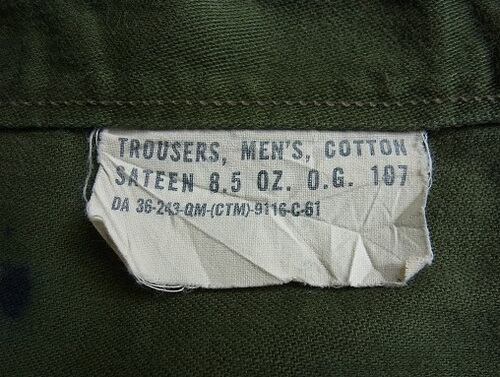 TROUSERS, MEN'S, COTTON
SATEEN 8.5 OZ. O.G. 107
DA 36-243-QM-(CTM)-9116-C-61